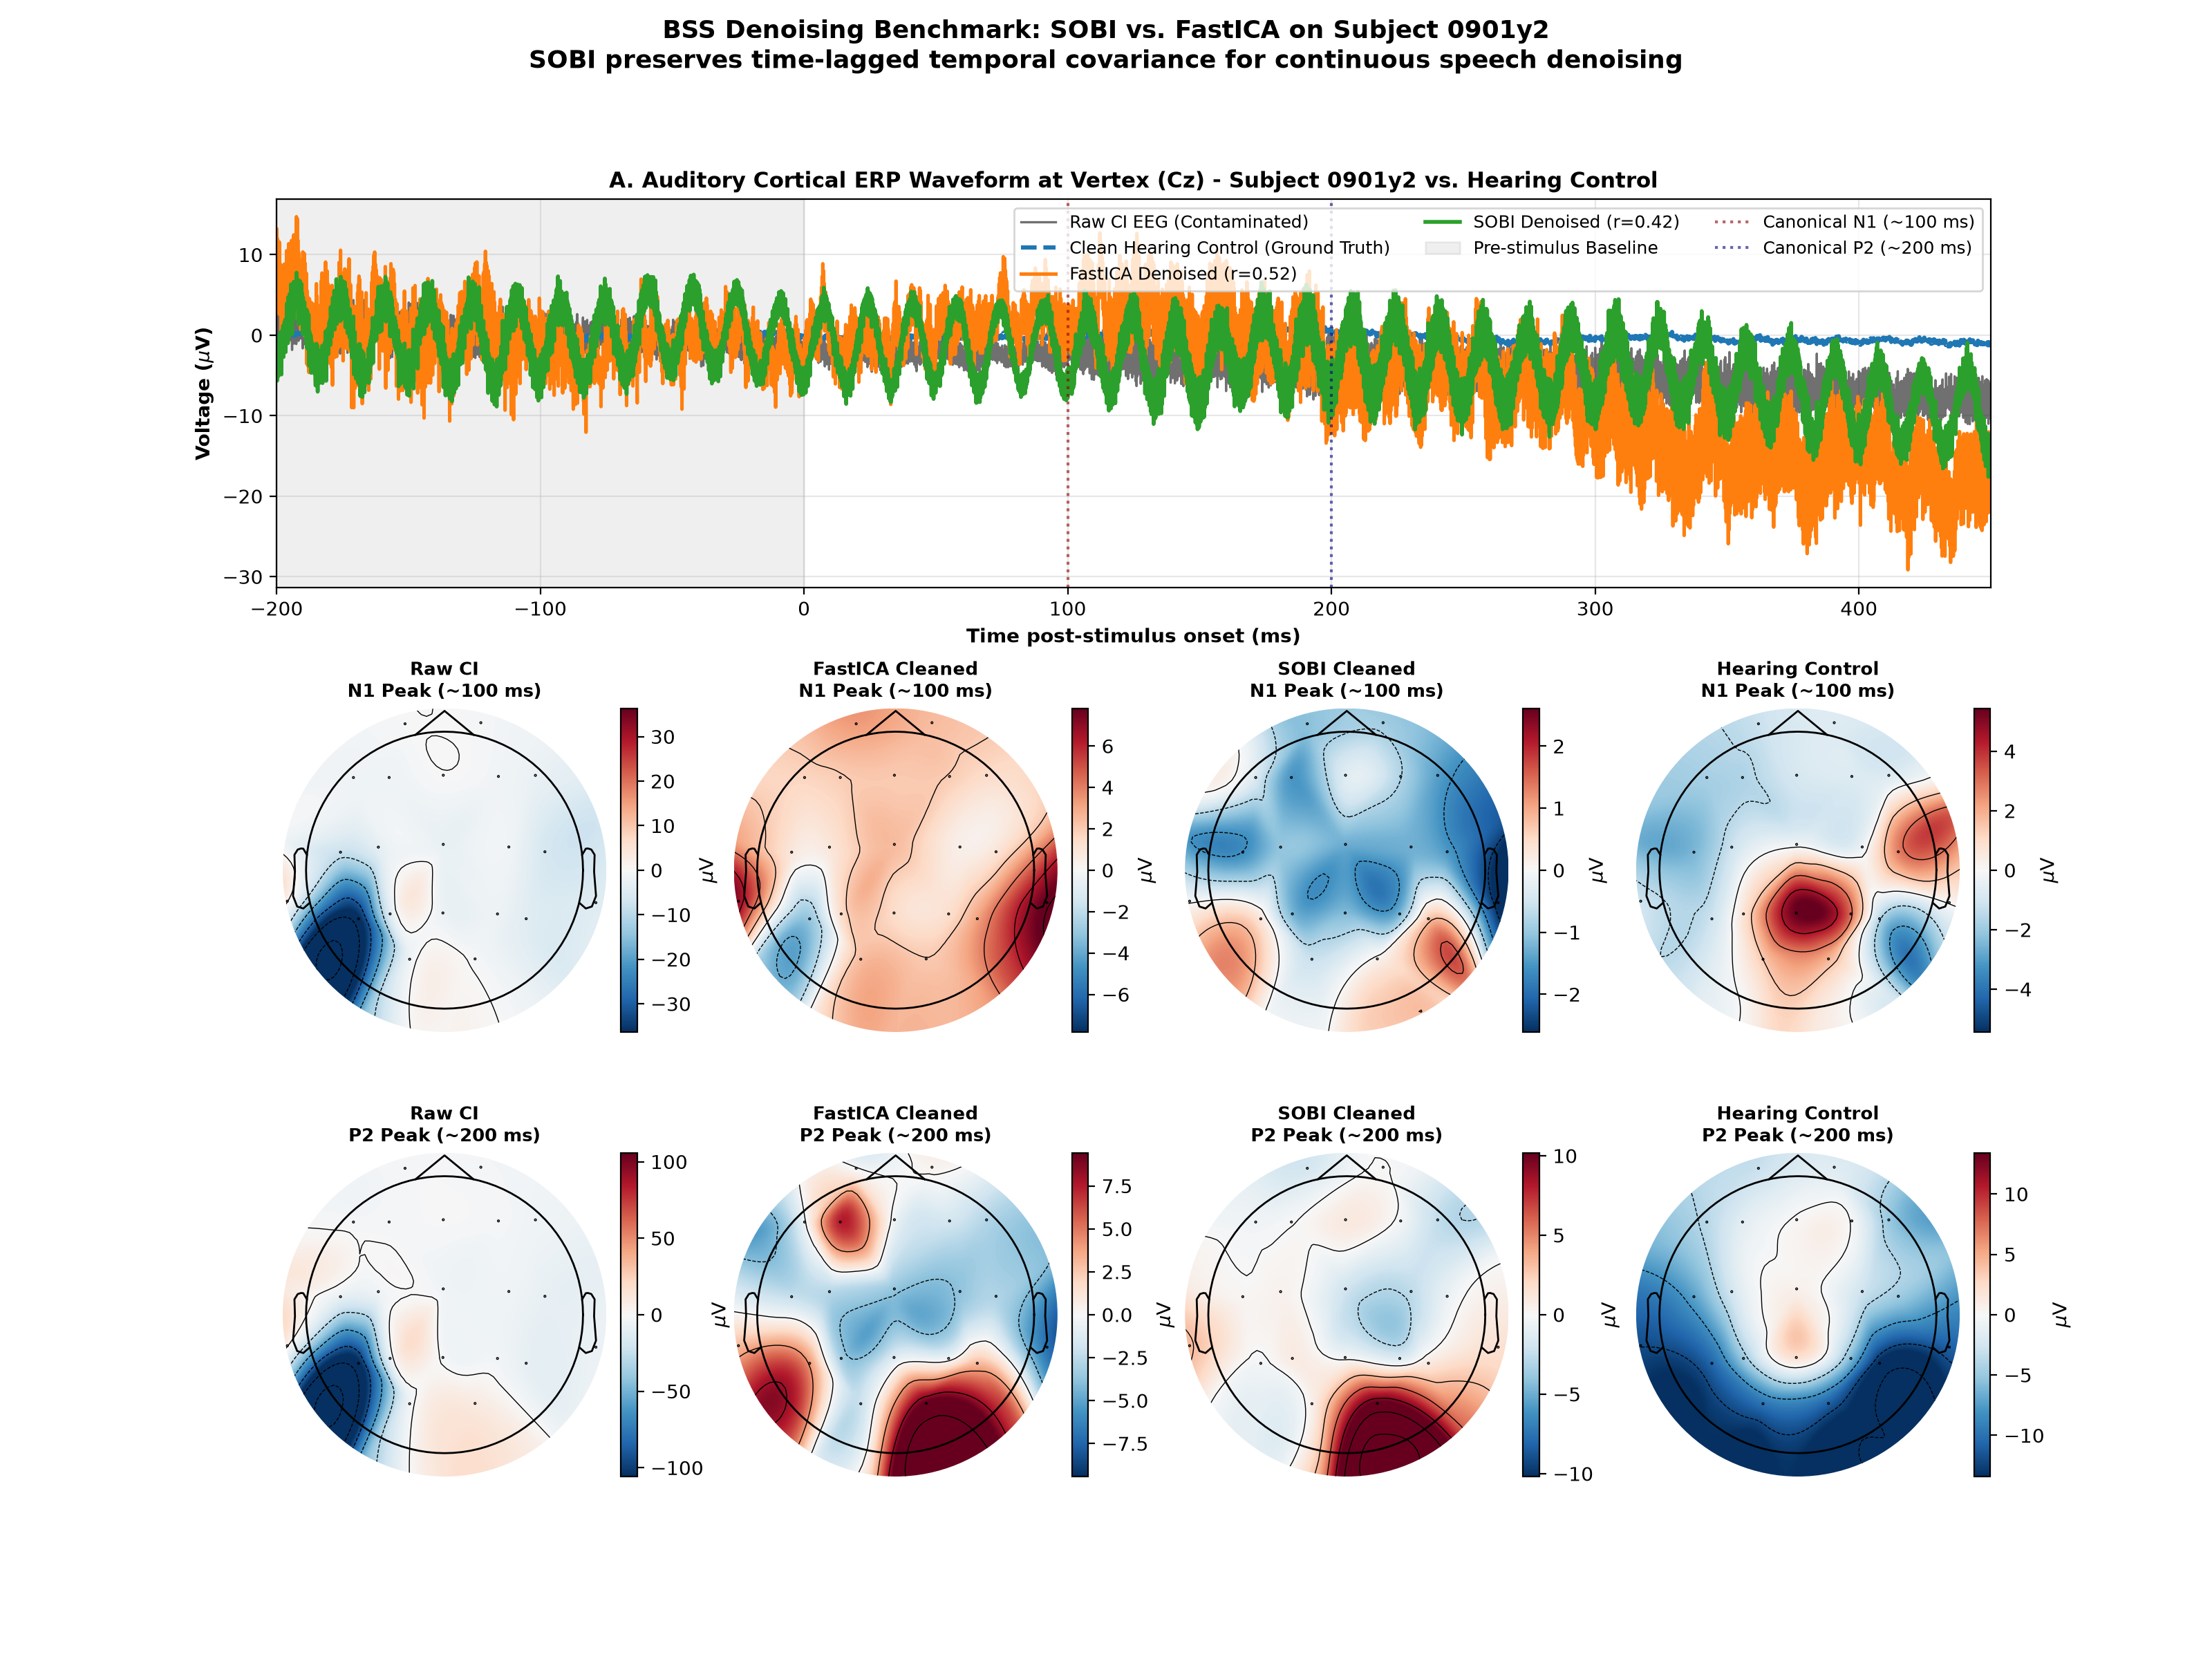 BSS Denoising Benchmark: SOBI vs. FastICA on Subject 0901y2
SOBI preserves time-lagged temporal covariance for continuous speech denoising
A. Auditory Cortical ERP Waveform at Vertex (Cz) - Subject 0901y2 vs. Hearing Control
Raw CI EEG (Contaminated)
Clean Hearing Control (Ground Truth)
FastICA Denoised (r=0.52)
SOBI Denoised (r=0.42)
Pre-stimulus Baseline
Canonical N1 (~100 ms)
Canonical P2 (~200 ms)
Voltage (μV)
10
0
−10
−20
−30
−200
−100
0
100
200
300
400
Time post-stimulus onset (ms)
Raw CI
N1 Peak (~100 ms)
30
20
10
0
−10
−20
−30
μV
FastICA Cleaned
N1 Peak (~100 ms)
6
4
2
0
−2
−4
−6
μV
SOBI Cleaned
N1 Peak (~100 ms)
2
1
0
−1
−2
μV
Hearing Control
N1 Peak (~100 ms)
4
2
0
−2
−4
μV
Raw CI
P2 Peak (~200 ms)
100
50
0
−50
−100
μV
FastICA Cleaned
P2 Peak (~200 ms)
7.5
5.0
2.5
0.0
−2.5
−5.0
−7.5
μV
SOBI Cleaned
P2 Peak (~200 ms)
10
5
0
−5
−10
μV
Hearing Control
P2 Peak (~200 ms)
10
5
0
−5
−10
μV